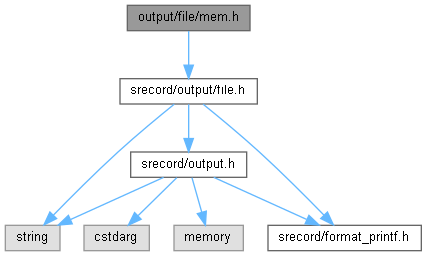 output/file/mem.h
srecord/output/file.h
srecord/output.h
string
cstdarg
memory
srecord/format_printf.h